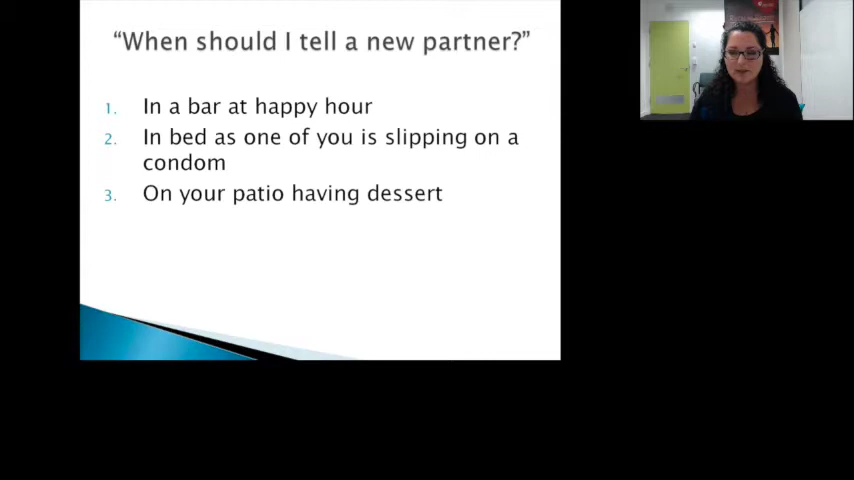 “When should I tell a new partner?”
1. In a bar at happy hour
2. In bed as one of you is slipping on a
condom
3. On your patio having dessert